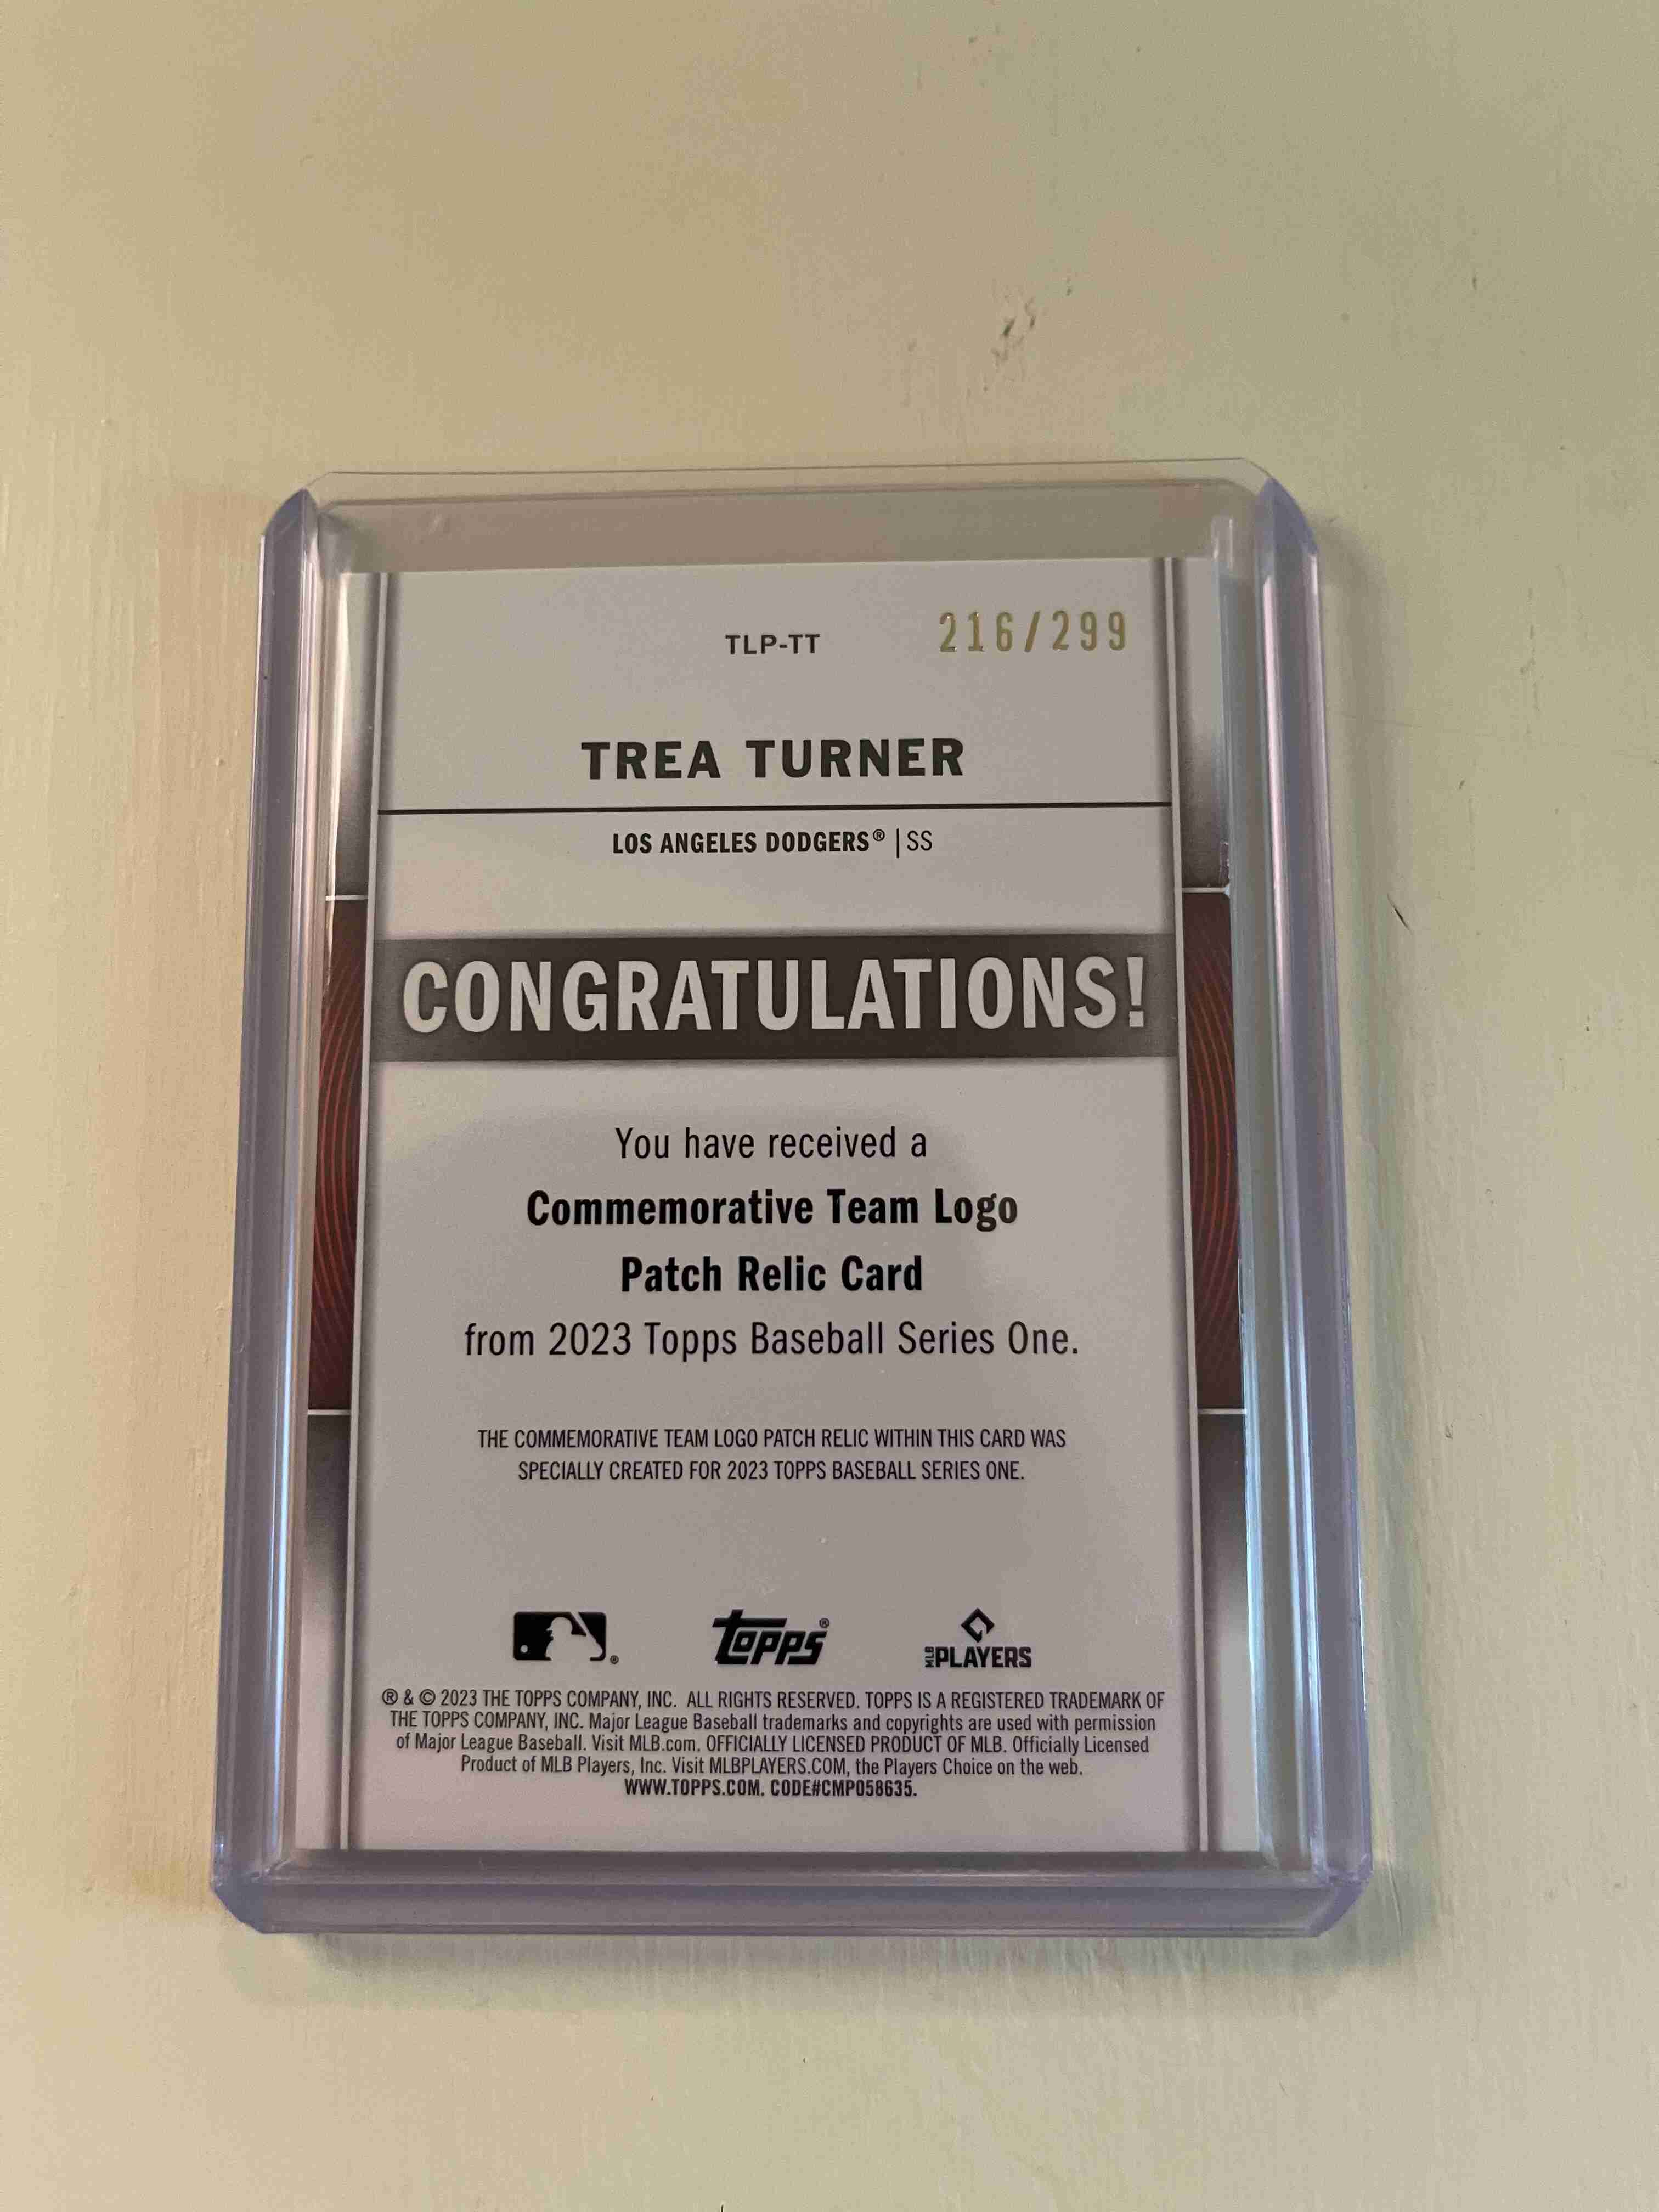 TLP-TT 216/299
TREA TURNER
LOS ANGELES DODGERS® | SS
CONGRATULATIONS!
You have received a
Commemorative Team Logo
Patch Relic Card
from 2023 Topps Baseball Series One.
THE COMMEMORATIVE TEAM LOGO PATCH RELIC WITHIN THIS CARD WAS
SPECIALLY CREATED FOR 2023 TOPPS BASEBALL SERIES ONE.
® topps® MLB PLAYERS
® & © 2023 THE TOPPS COMPANY, INC. ALL RIGHTS RESERVED. TOPPS IS A REGISTERED TRADEMARK OF
THE TOPPS COMPANY, INC. Major League Baseball trademarks and copyrights are used with permission
of Major League Baseball. Visit MLB.com. OFFICIALLY LICENSED PRODUCT OF MLB. Officially Licensed
Product of MLB Players, Inc. Visit MLBPLAYERS.COM, the Players Choice on the web.
WWW.TOPPS.COM. CODE#CMP058635.